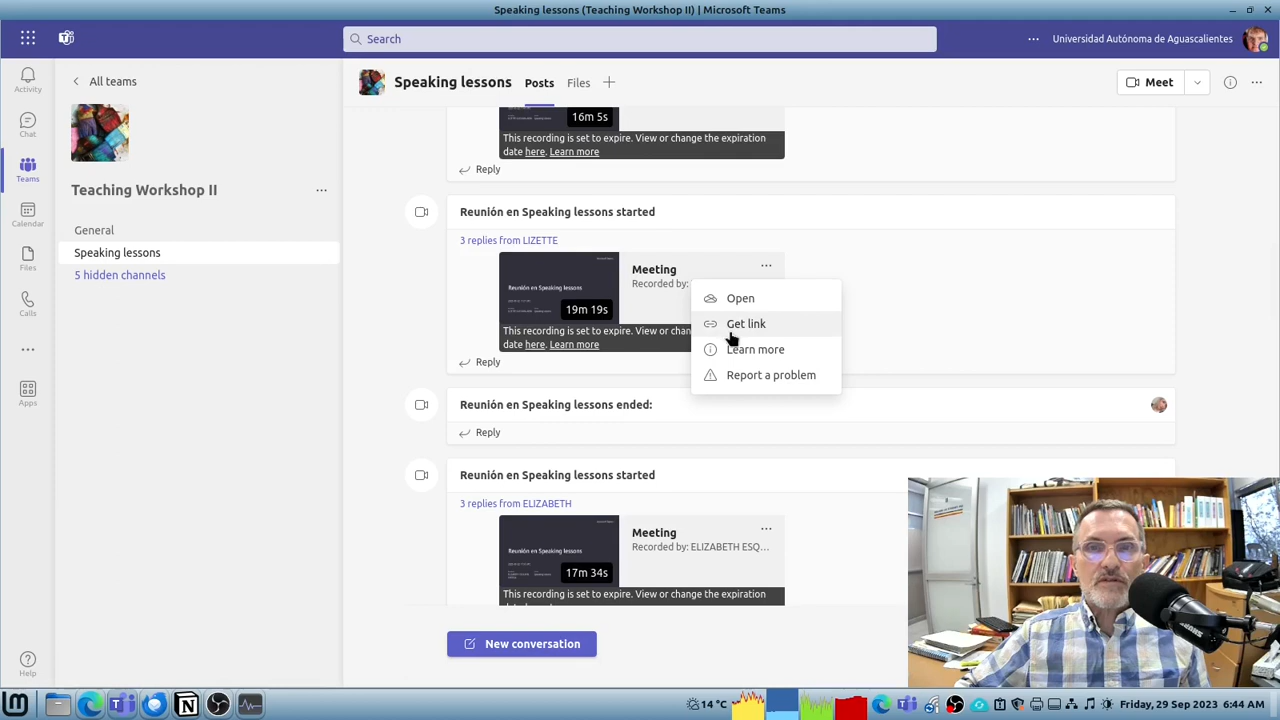 Speaking lessons (Teaching Workshop II) | Microsoft Teams
Search
Universidad Autónoma de Aguascalientes
Activity
Chat
Teams
Calendar
Files
Calls
Apps
Help
All teams
Teaching Workshop II
General
Speaking lessons
5 hidden channels
Speaking lessons
Posts
Files
Meet
16m 5s
This recording is set to expire. View or change the expiration
date here. Learn more
Reply
Reunión en Speaking lessons started
3 replies from LIZETTE
Reunión en Speaking lessons
19m 19s
Meeting
Recorded by:
This recording is set to expire. View or chan
date here. Learn more
Open
Get link
Learn more
Report a problem
Reply
Reunión en Speaking lessons ended:
Reply
Reunión en Speaking lessons started
3 replies from ELIZABETH
Reunión en Speaking lessons
17m 34s
Meeting
Recorded by: ELIZABETH ESQ...
This recording is set to expire. View or change the expiration
New conversation
14 °C
Friday, 29 Sep 2023
6:44 AM